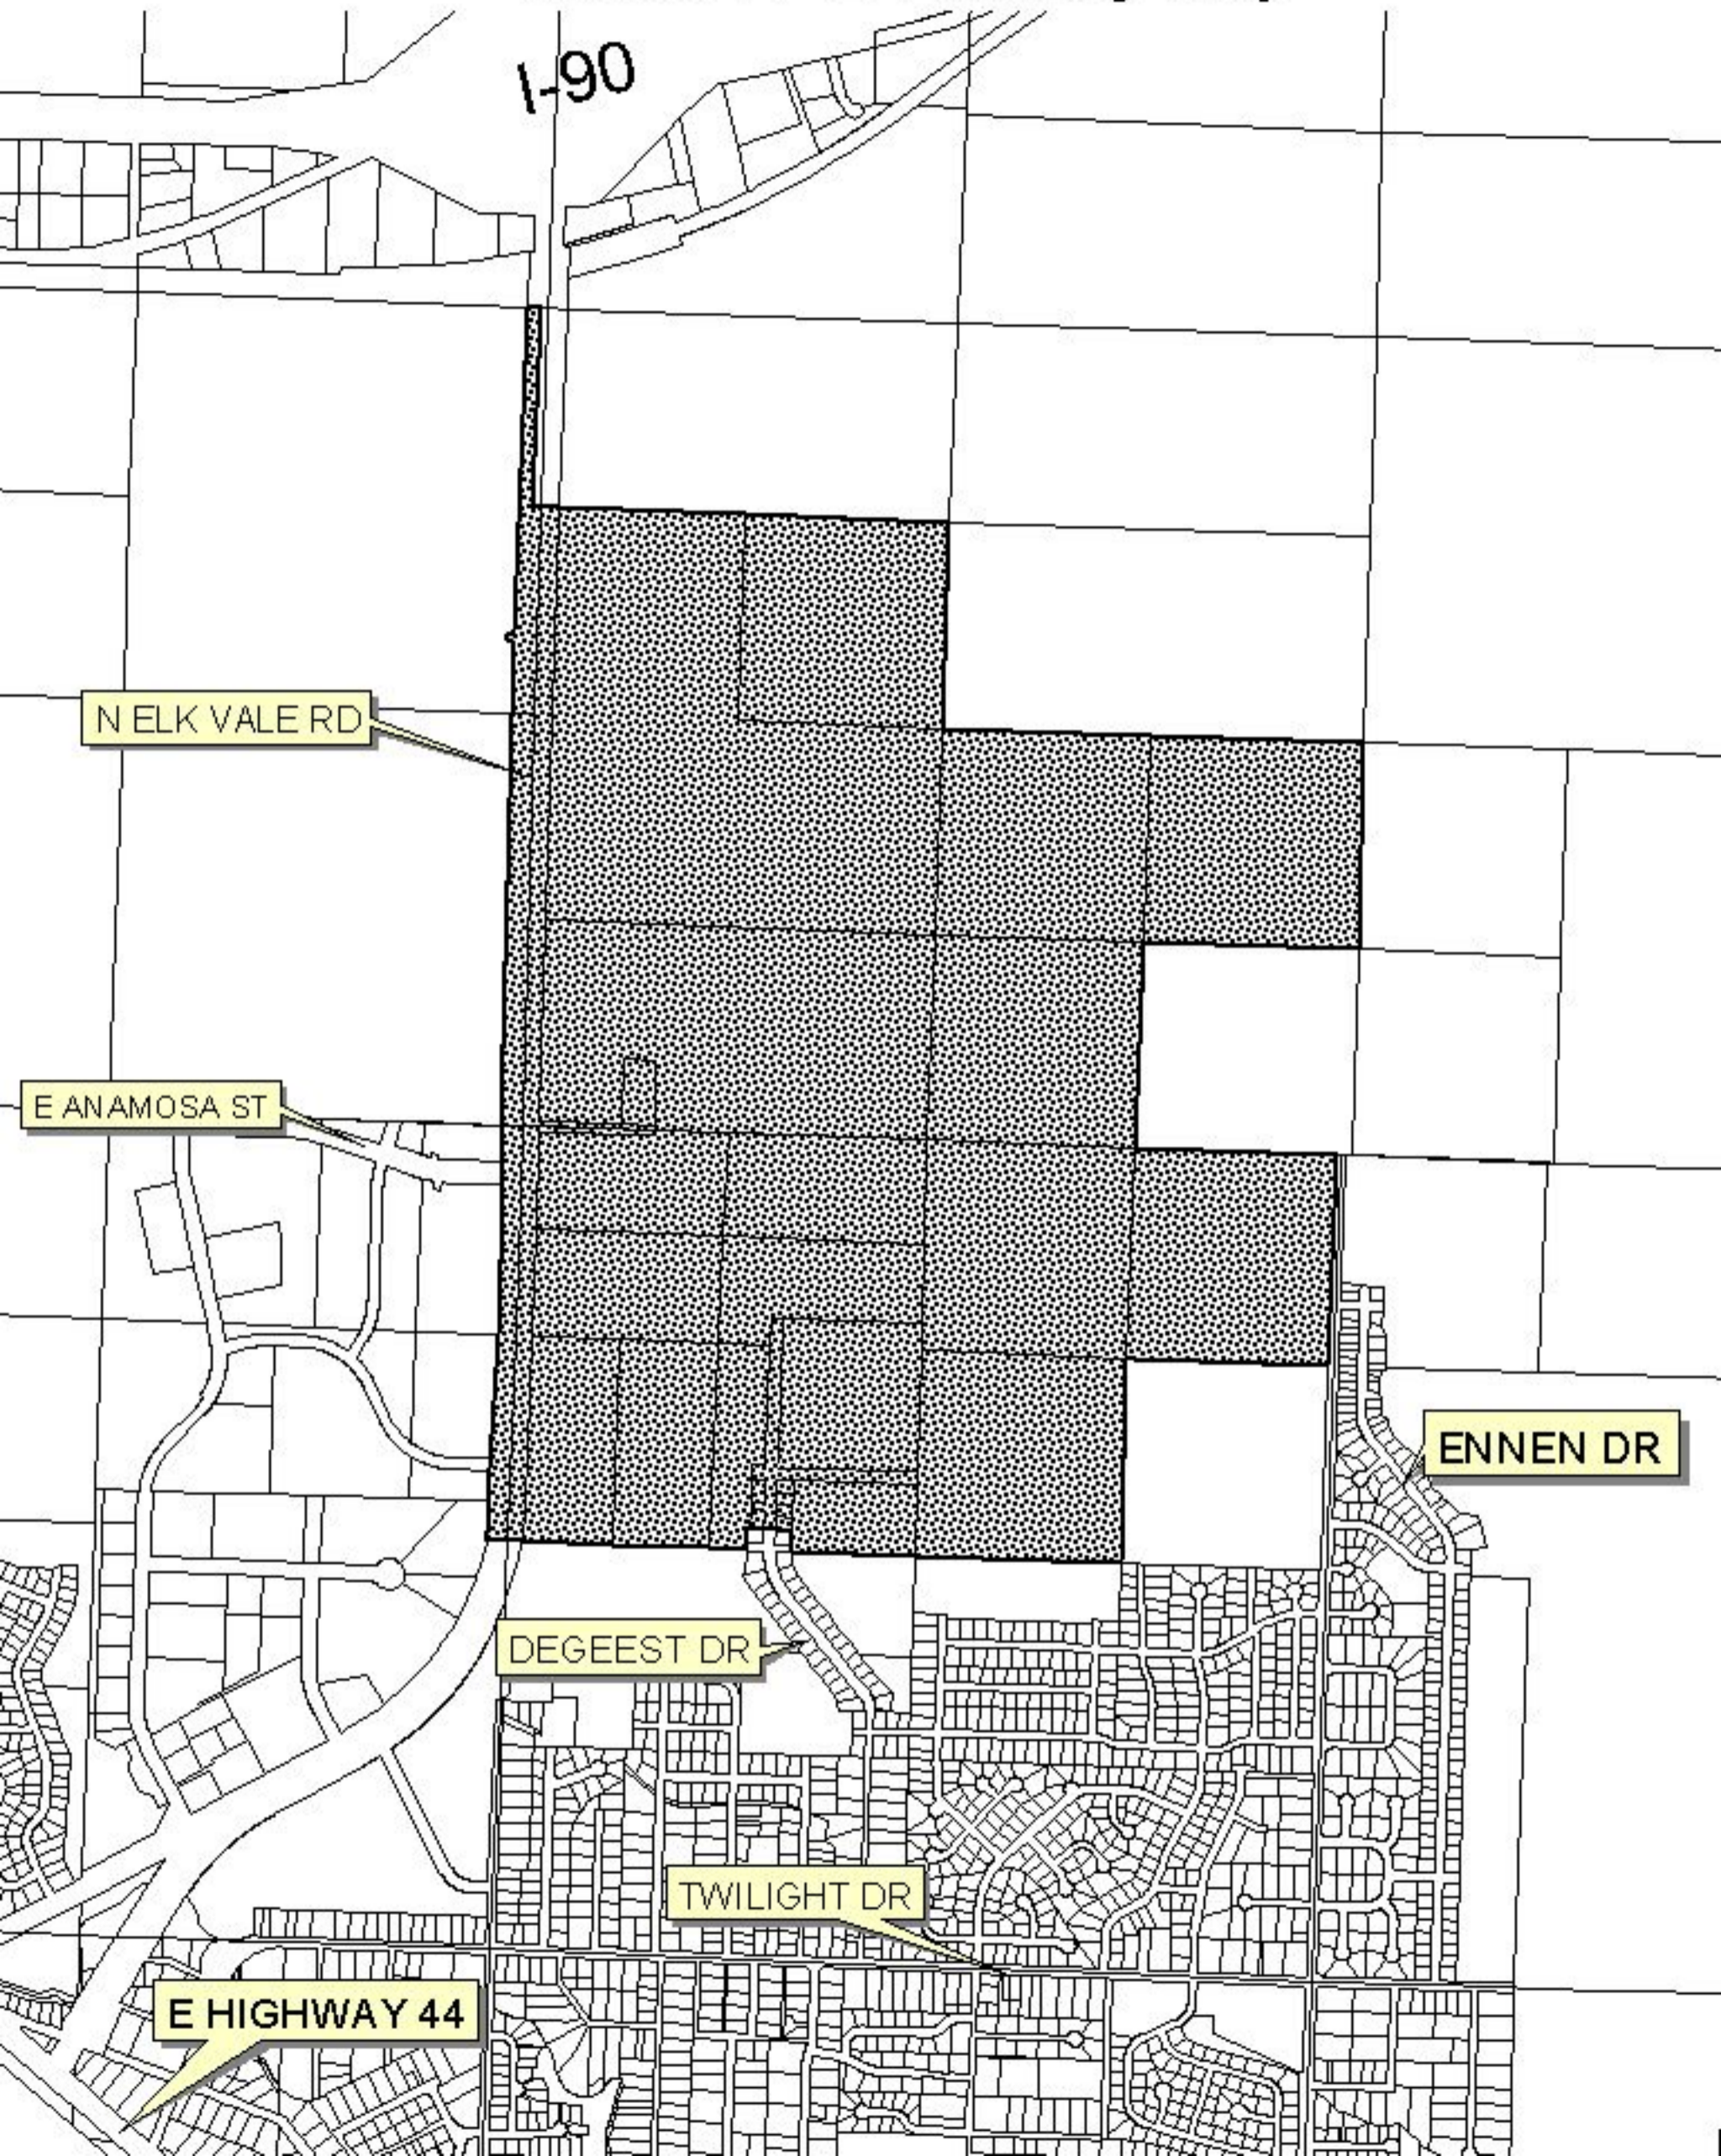 I-90
N ELK VALE RD
E ANAMOSA ST
ENNEN DR
DEGEEST DR
TWILIGHT DR
E HIGHWAY 44